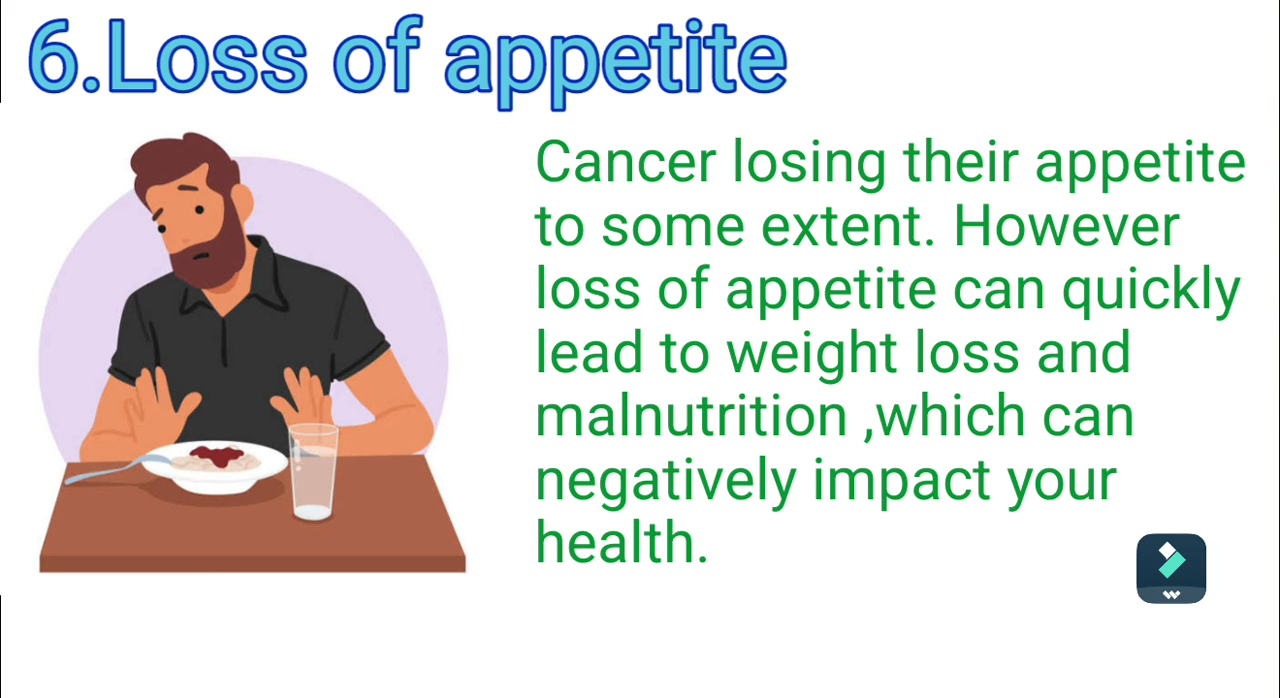 6.Loss of appetite
Cancer losing their appetite
to some extent. However
loss of appetite can quickly
lead to weight loss and
malnutrition ,which can
negatively impact your
health.